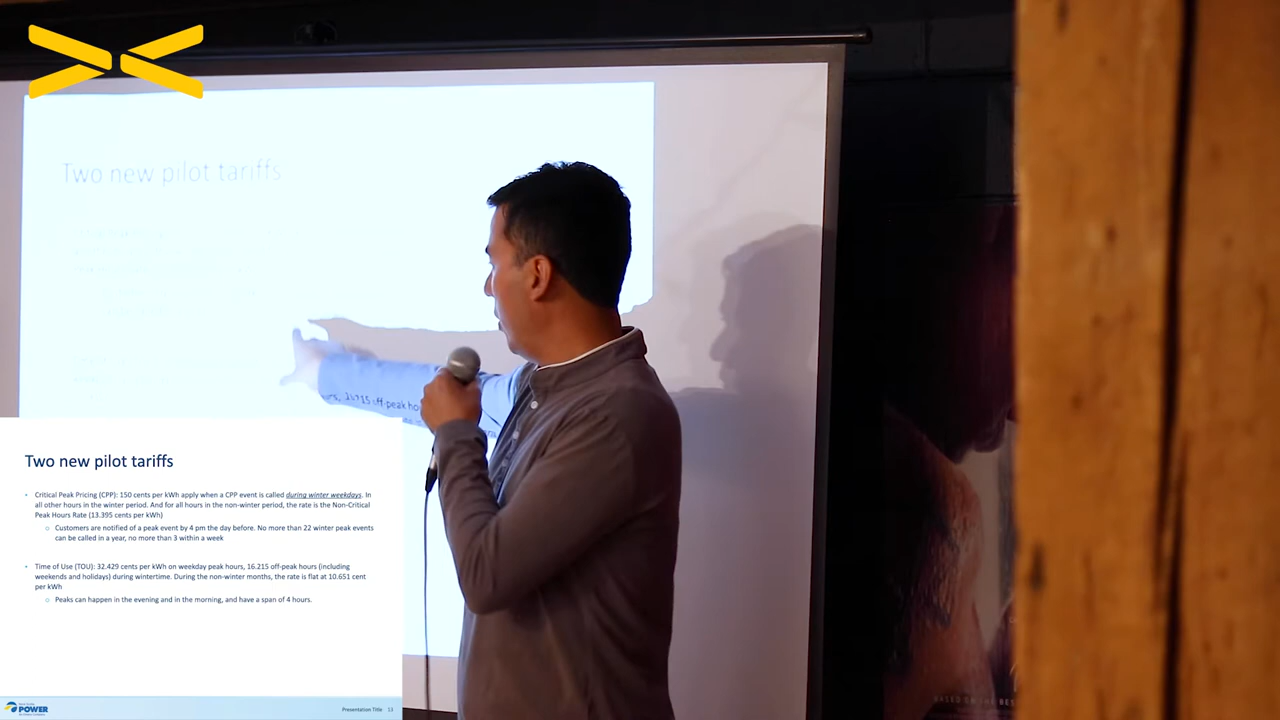 Two new pilot tariffs
Two new pilot tariffs
• Critical Peak Pricing (CPP): 150 cents per kWh apply when a CPP event is called during winter weekdays. In
all other hours in the winter period. And for all hours in the non-winter period, the rate is the Non-Critical
Peak Hours Rate (13.395 cents per kWh)
o Customers are notified of a peak event by 4 pm the day before. No more than 22 winter peak events
can be called in a year, no more than 3 within a week
• Time of Use (TOU): 32.429 cents per kWh on weekday peak hours, 16.215 off-peak hours (including
weekends and holidays) during wintertime. During the non-winter months, the rate is flat at 10.651 cent
per kWh
o Peaks can happen in the evening and in the morning, and have a span of 4 hours.
POWER
Presentation Title 13
off-peak
BASED ON THE